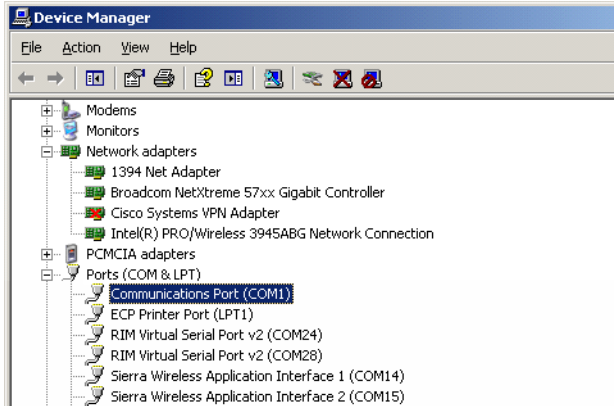 Device Manager
File Action View Help
Modems
Monitors
Network adapters
1394 Net Adapter
Broadcom NetXtreme 57xx Gigabit Controller
Cisco Systems VPN Adapter
Intel(R) PRO/Wireless 3945ABG Network Connection
PCMCIA adapters
Ports (COM & LPT)
Communications Port (COM1)
ECP Printer Port (LPT1)
RIM Virtual Serial Port v2 (COM24)
RIM Virtual Serial Port v2 (COM28)
Sierra Wireless Application Interface 1 (COM14)
Sierra Wireless Application Interface 2 (COM15)